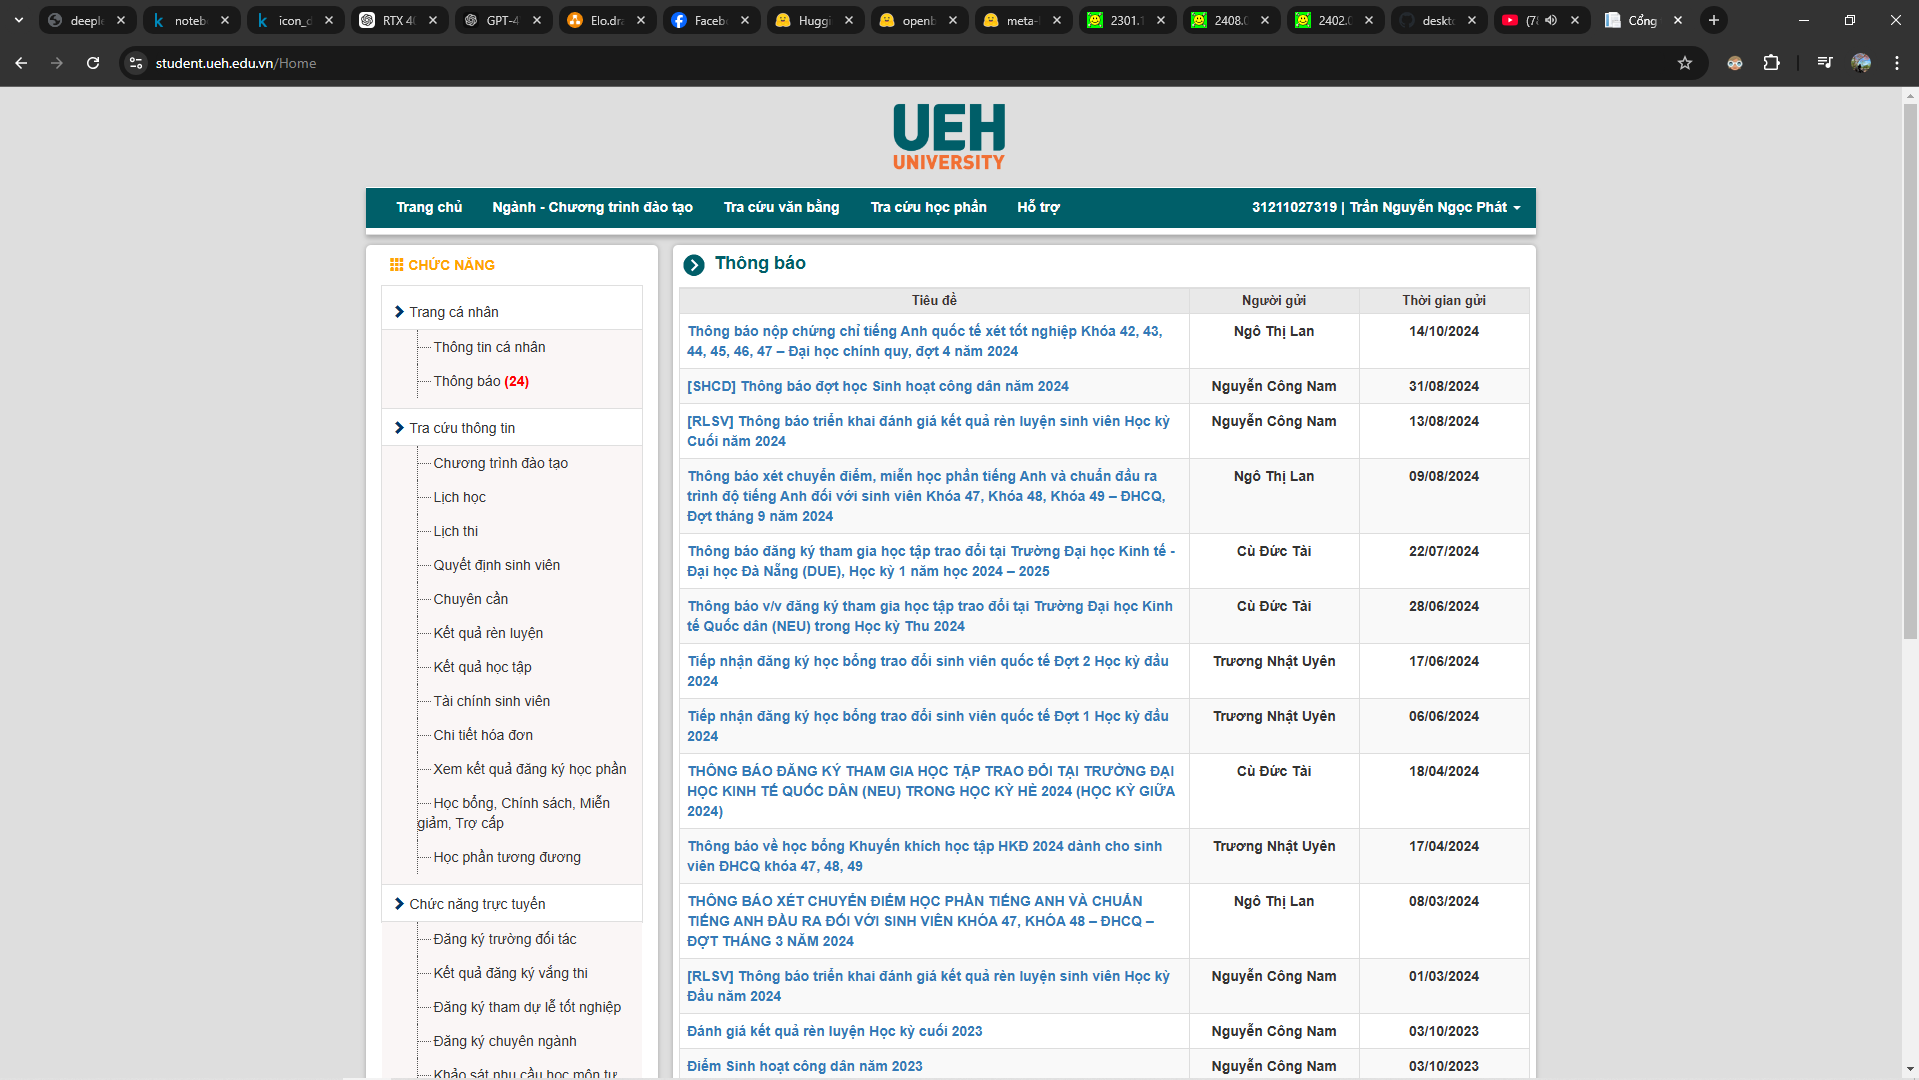 deeple
noteb
icon_d
RTX 40
GPT-4
Elo.dra
Faceb
Huggi
openb
meta-l
2301.1
2408.0
2402.0
deskto
(78
Cổng
student.ueh.edu.vn/Home
UEH
UNIVERSITY
Trang chủ
Ngành - Chương trình đào tạo
Tra cứu văn bằng
Tra cứu học phần
Hỗ trợ
31211027319 | Trần Nguyễn Ngọc Phát
CHỨC NĂNG
Trang cá nhân
Thông tin cá nhân
Thông báo (24)
Tra cứu thông tin
Chương trình đào tạo
Lịch học
Lịch thi
Quyết định sinh viên
Chuyên cần
Kết quả rèn luyện
Kết quả học tập
Tài chính sinh viên
Chi tiết hóa đơn
Xem kết quả đăng ký học phần
Học bổng, Chính sách, Miễn
giảm, Trợ cấp
Học phần tương đương
Chức năng trực tuyến
Đăng ký trường đối tác
Kết quả đăng ký vắng thi
Đăng ký tham dự lễ tốt nghiệp
Đăng ký chuyên ngành
Khảo sát nhu cầu học môn tự
Thông báo
Tiêu đề Người gửi Thời gian gửi
Thông báo nộp chứng chỉ tiếng Anh quốc tế xét tốt nghiệp Khóa 42, 43, Ngô Thị Lan 14/10/2024
44, 45, 46, 47 – Đại học chính quy, đợt 4 năm 2024
[SHCD] Thông báo đợt học Sinh hoạt công dân năm 2024 Nguyễn Công Nam 31/08/2024
[RLSV] Thông báo triển khai đánh giá kết quả rèn luyện sinh viên Học kỳ Nguyễn Công Nam 13/08/2024
Cuối năm 2024
Thông báo xét chuyển điểm, miễn học phần tiếng Anh và chuẩn đầu ra Ngô Thị Lan 09/08/2024
trình độ tiếng Anh đối với sinh viên Khóa 47, Khóa 48, Khóa 49 – ĐHCQ,
Đợt tháng 9 năm 2024
Thông báo đăng ký tham gia học tập trao đổi tại Trường Đại học Kinh tế - Cù Đức Tài 22/07/2024
Đại học Đà Nẵng (DUE), Học kỳ 1 năm học 2024 – 2025
Thông báo v/v đăng ký tham gia học tập trao đổi tại Trường Đại học Kinh Cù Đức Tài 28/06/2024
tế Quốc dân (NEU) trong Học kỳ Thu 2024
Tiếp nhận đăng ký học bổng trao đổi sinh viên quốc tế Đợt 2 Học kỳ đầu Trương Nhật Uyên 17/06/2024
2024
Tiếp nhận đăng ký học bổng trao đổi sinh viên quốc tế Đợt 1 Học kỳ đầu Trương Nhật Uyên 06/06/2024
2024
THÔNG BÁO ĐĂNG KÝ THAM GIA HỌC TẬP TRAO ĐỔI TẠI TRƯỜNG ĐẠI Cù Đức Tài 18/04/2024
HỌC KINH TẾ QUỐC DÂN (NEU) TRONG HỌC KỲ HÈ 2024 (HỌC KỲ GIỮA
2024)
Thông báo về học bổng Khuyến khích học tập HKĐ 2024 dành cho sinh Trương Nhật Uyên 17/04/2024
viên ĐHCQ khóa 47, 48, 49
THÔNG BÁO XÉT CHUYỂN ĐIỂM HỌC PHẦN TIẾNG ANH VÀ CHUẨN Ngô Thị Lan 08/03/2024
TIẾNG ANH ĐẦU RA ĐỐI VỚI SINH VIÊN KHÓA 47, KHÓA 48 – ĐHCQ –
ĐỢT THÁNG 3 NĂM 2024
[RLSV] Thông báo triển khai đánh giá kết quả rèn luyện sinh viên Học kỳ Nguyễn Công Nam 01/03/2024
Đầu năm 2024
Đánh giá kết quả rèn luyện Học kỳ cuối 2023 Nguyễn Công Nam 03/10/2023
Điểm Sinh hoạt công dân năm 2023 Nguyễn Công Nam 03/10/2023